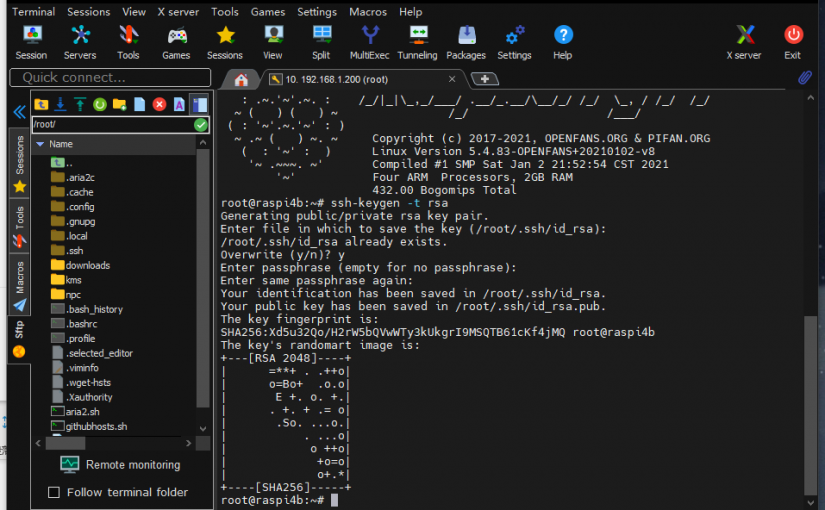 Terminal Sessions View X server Tools Games Settings Macros Help
Session Servers Tools Games Sessions View Split MultiExec Tunneling Packages Settings Help X server Exit
Quick connect...
10. 192.168.1.200 (root)
/root/
Name
..
.aria2c
.cache
.config
.gnupg
.local
.ssh
downloads
kms
npc
.bash_history
.bashrc
.profile
.selected_editor
.viminfo
.wget-hsts
.Xauthority
aria2.sh
githubhosts.sh
Remote monitoring
Follow terminal folder
Sessions
Tools
Macros
Sftp
: .~.'~'.~. :    /_/|_|\_,_/___/ .__/_.__/\__/_/ /_/  \_, / /_/  /_/
~ (   ) (   ) ~                /_/                   /___/
( : '~'.~.'~' : )
~ .~ (   ) ~. ~     Copyright (c) 2017-2021, OPENFANS.ORG & PIFAN.ORG
(  : '~' :  )      Linux Version 5.4.83-OPENFANS+20210102-v8
'~ .~~~. ~'       Compiled #1 SMP Sat Jan 2 21:52:54 CST 2021
'~'           Four ARM  Processors, 2GB RAM
432.00 Bogomips Total
root@raspi4b:~# ssh-keygen -t rsa
Generating public/private rsa key pair.
Enter file in which to save the key (/root/.ssh/id_rsa):
/root/.ssh/id_rsa already exists.
Overwrite (y/n)? y
Enter passphrase (empty for no passphrase):
Enter same passphrase again:
Your identification has been saved in /root/.ssh/id_rsa.
Your public key has been saved in /root/.ssh/id_rsa.pub.
The key fingerprint is:
SHA256:Xd5u32Qo/H2rW5bQVwWTy3kUkgrI9MSQTB61cKf4jMQ root@raspi4b
The key's randomart image is:
+---[RSA 2048]----+
|      =**+ . .++o|
|      o=Bo+  .o.o|
|       E +. o. +.|
|      . +. + .= o|
|       .So. ...o.|
|           . ...o|
|            o ++o|
|             +o=o|
|             o+.*|
+----[SHA256]-----+
root@raspi4b:~#